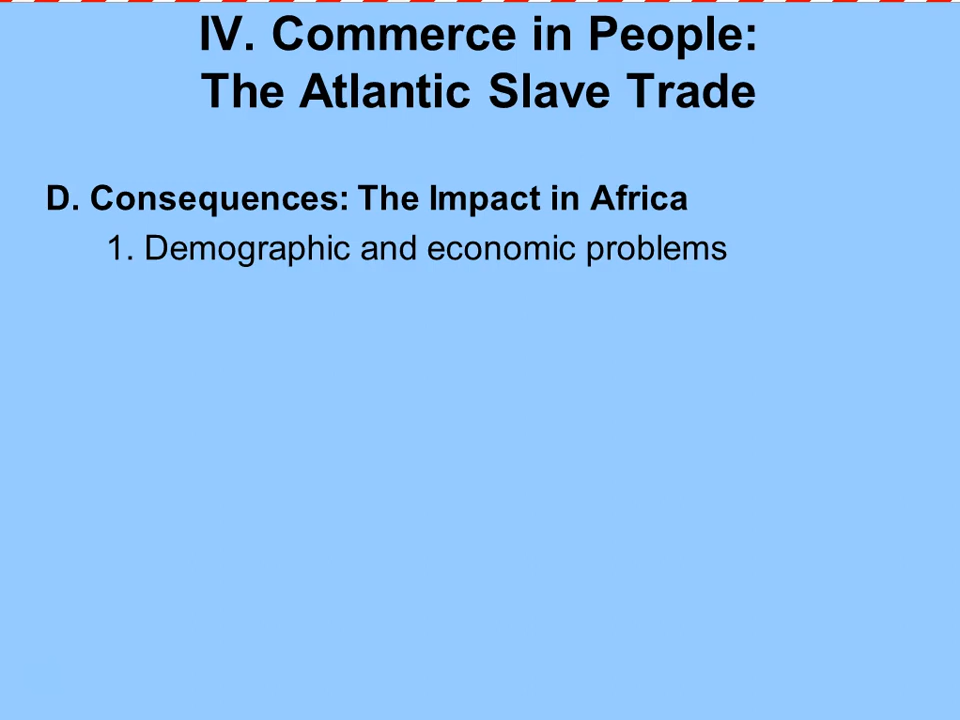 IV. Commerce in People:
The Atlantic Slave Trade
D. Consequences: The Impact in Africa
1. Demographic and economic problems